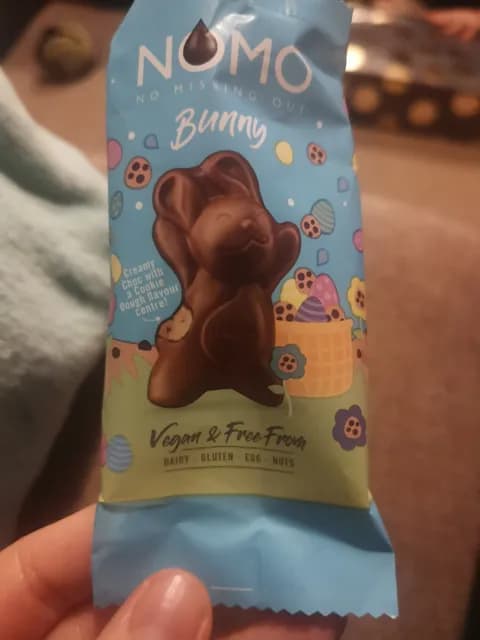 NOMO
NO MISSING OUT
Bunny
Creamy
Choc with
a Cookie
Dough flavour
Centre!
Vegan & Free From
DAIRY · GLUTEN · EGG · NUTS